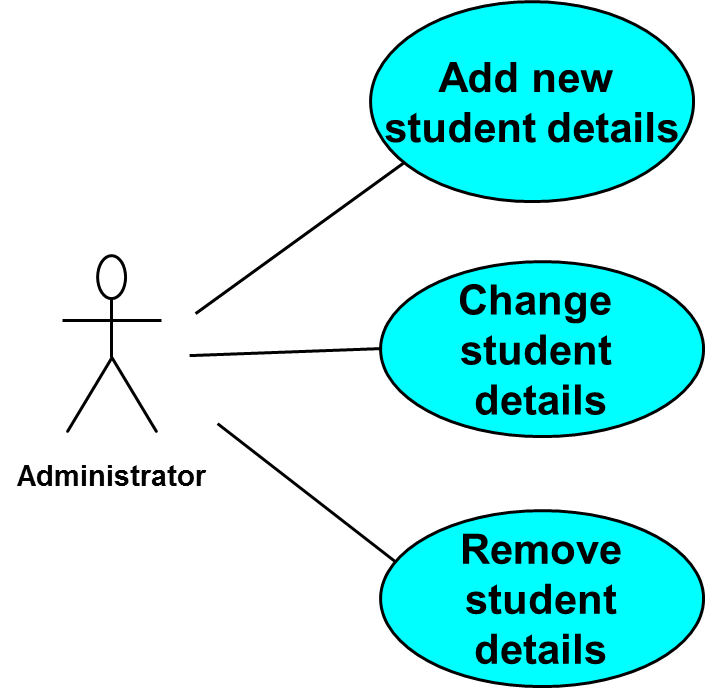 Add new
student details
Change
student
details
Administrator
Remove
student
details